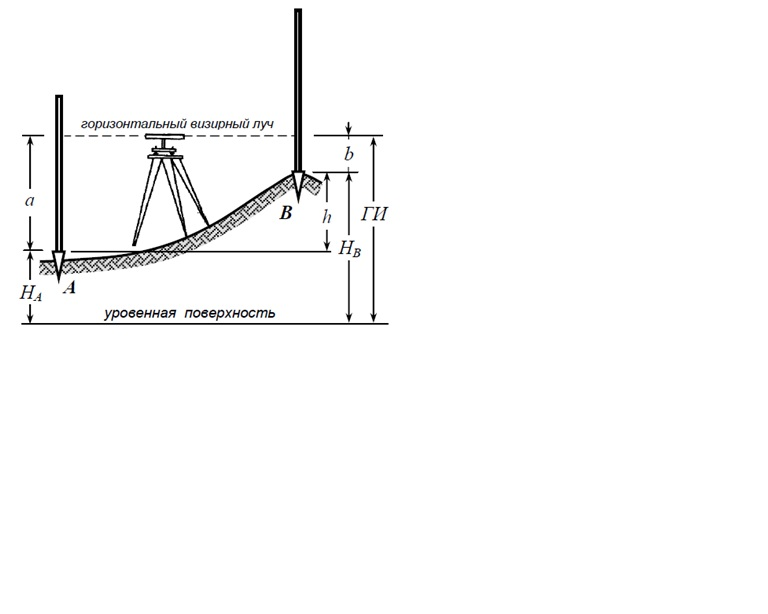 горизонтальный визирный луч
b
a
B
h
ГИ
H_B
A
H_A
уровенная поверхность